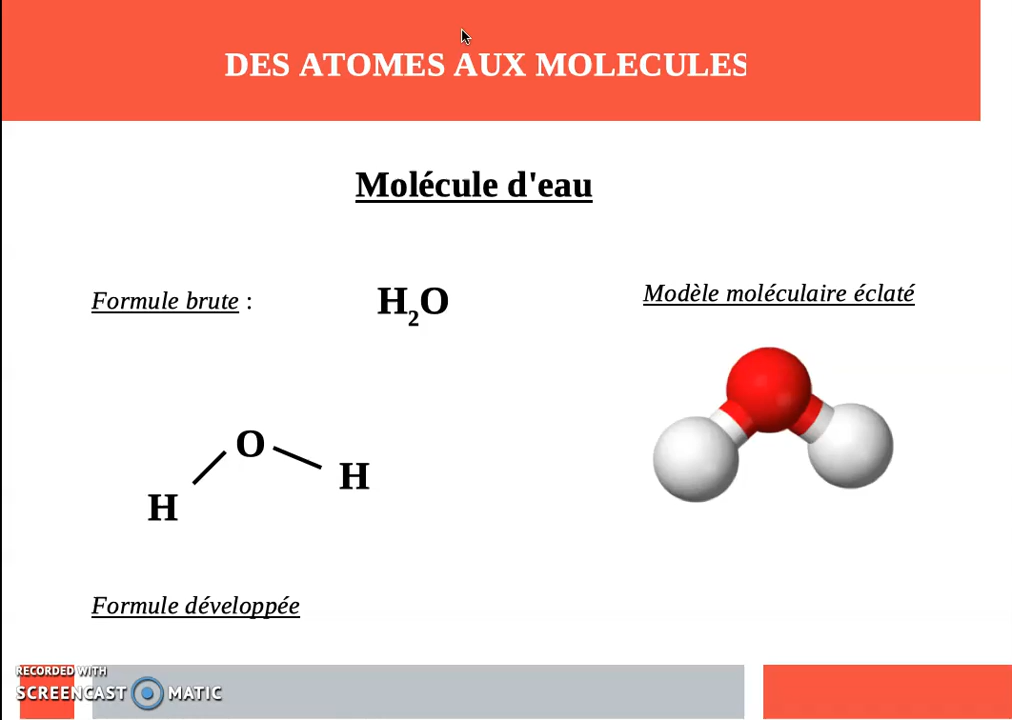 DES ATOMES AUX MOLECULES
Molécule d'eau
Formule brute :
H₂O
Modèle moléculaire éclaté
O
H
H
Formule développée
RECORDED WITH
SCREENCAST MATIC